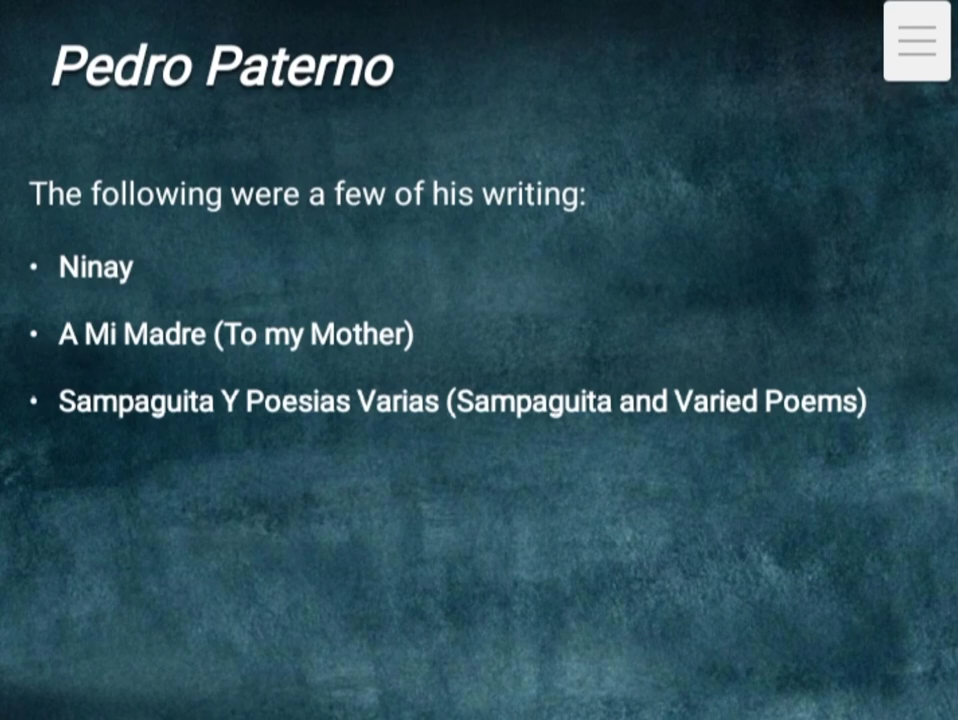 Pedro Paterno
The following were a few of his writing:
• Ninay
• A Mi Madre (To my Mother)
• Sampaguita Y Poesias Varias (Sampaguita and Varied Poems)